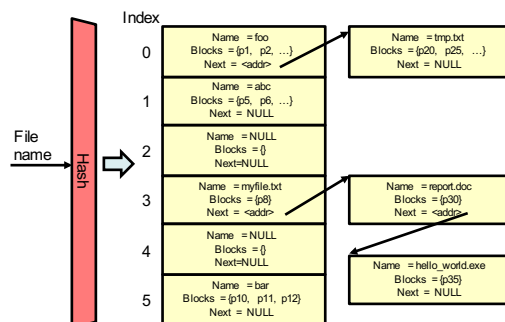 Index
File
name
Hash
0
Name = foo
Blocks = {p1, p2, ...}
Next = <addr>
Name = tmp.txt
Blocks = {p20, p25, ...}
Next = NULL
1
Name = abc
Blocks = {p5, p6, ...}
Next = NULL
2
Name = NULL
Blocks = {}
Next=NULL
3
Name = myfile.txt
Blocks = {p8}
Next = <addr>
Name = report.doc
Blocks = {p30}
Next = <addr>
4
Name = NULL
Blocks = {}
Next=NULL
Name = hello_world.exe
Blocks = {p35}
Next = NULL
5
Name = bar
Blocks = {p10, p11, p12}
Next = NULL